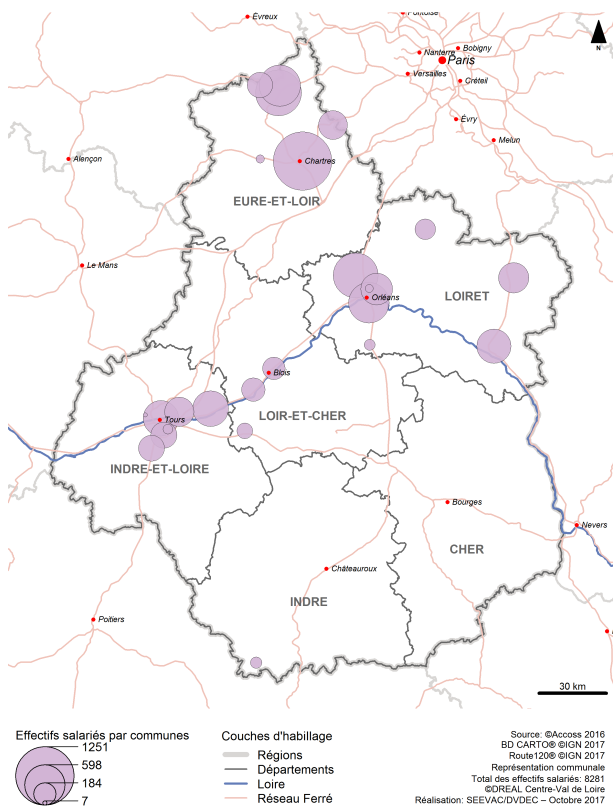 Évreux
Pontoise
N
Nanterre
Bobigny
Paris
Versailles
Créteil
Évry
Melun
Alençon
Chartres
EURE-ET-LOIR
Le Mans
LOIRET
Orléans
Blois
LOIR-ET-CHER
Tours
INDRE-ET-LOIRE
Bourges
Nevers
CHER
Châteauroux
INDRE
Poitiers
30 km
Effectifs salariés par communes
1251
598
184
7
Couches d'habillage
Régions
Départements
Loire
Réseau Ferré
Source: ©Accoss 2016
BD CARTO® ©IGN 2017
Route120® ©IGN 2017
Représentation communale
Total des effectifs salariés: 8281
©DREAL Centre-Val de Loire
Réalisation: SEEVAC/DVDEC – Octobre 2017